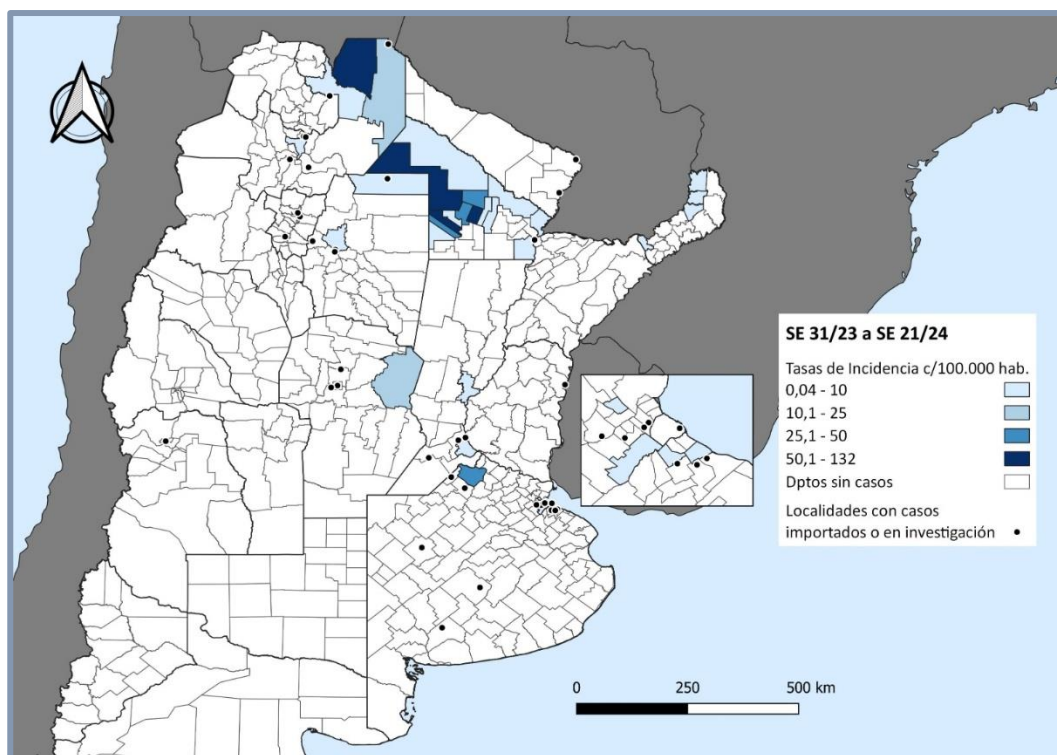 SE 31/23 a SE 21/24
Tasas de Incidencia c/100.000 hab.
0,04 - 10
10,1 - 25
25,1 - 50
50,1 - 132
Dptos sin casos
Localidades con casos
importados o en investigación
0 250 500 km